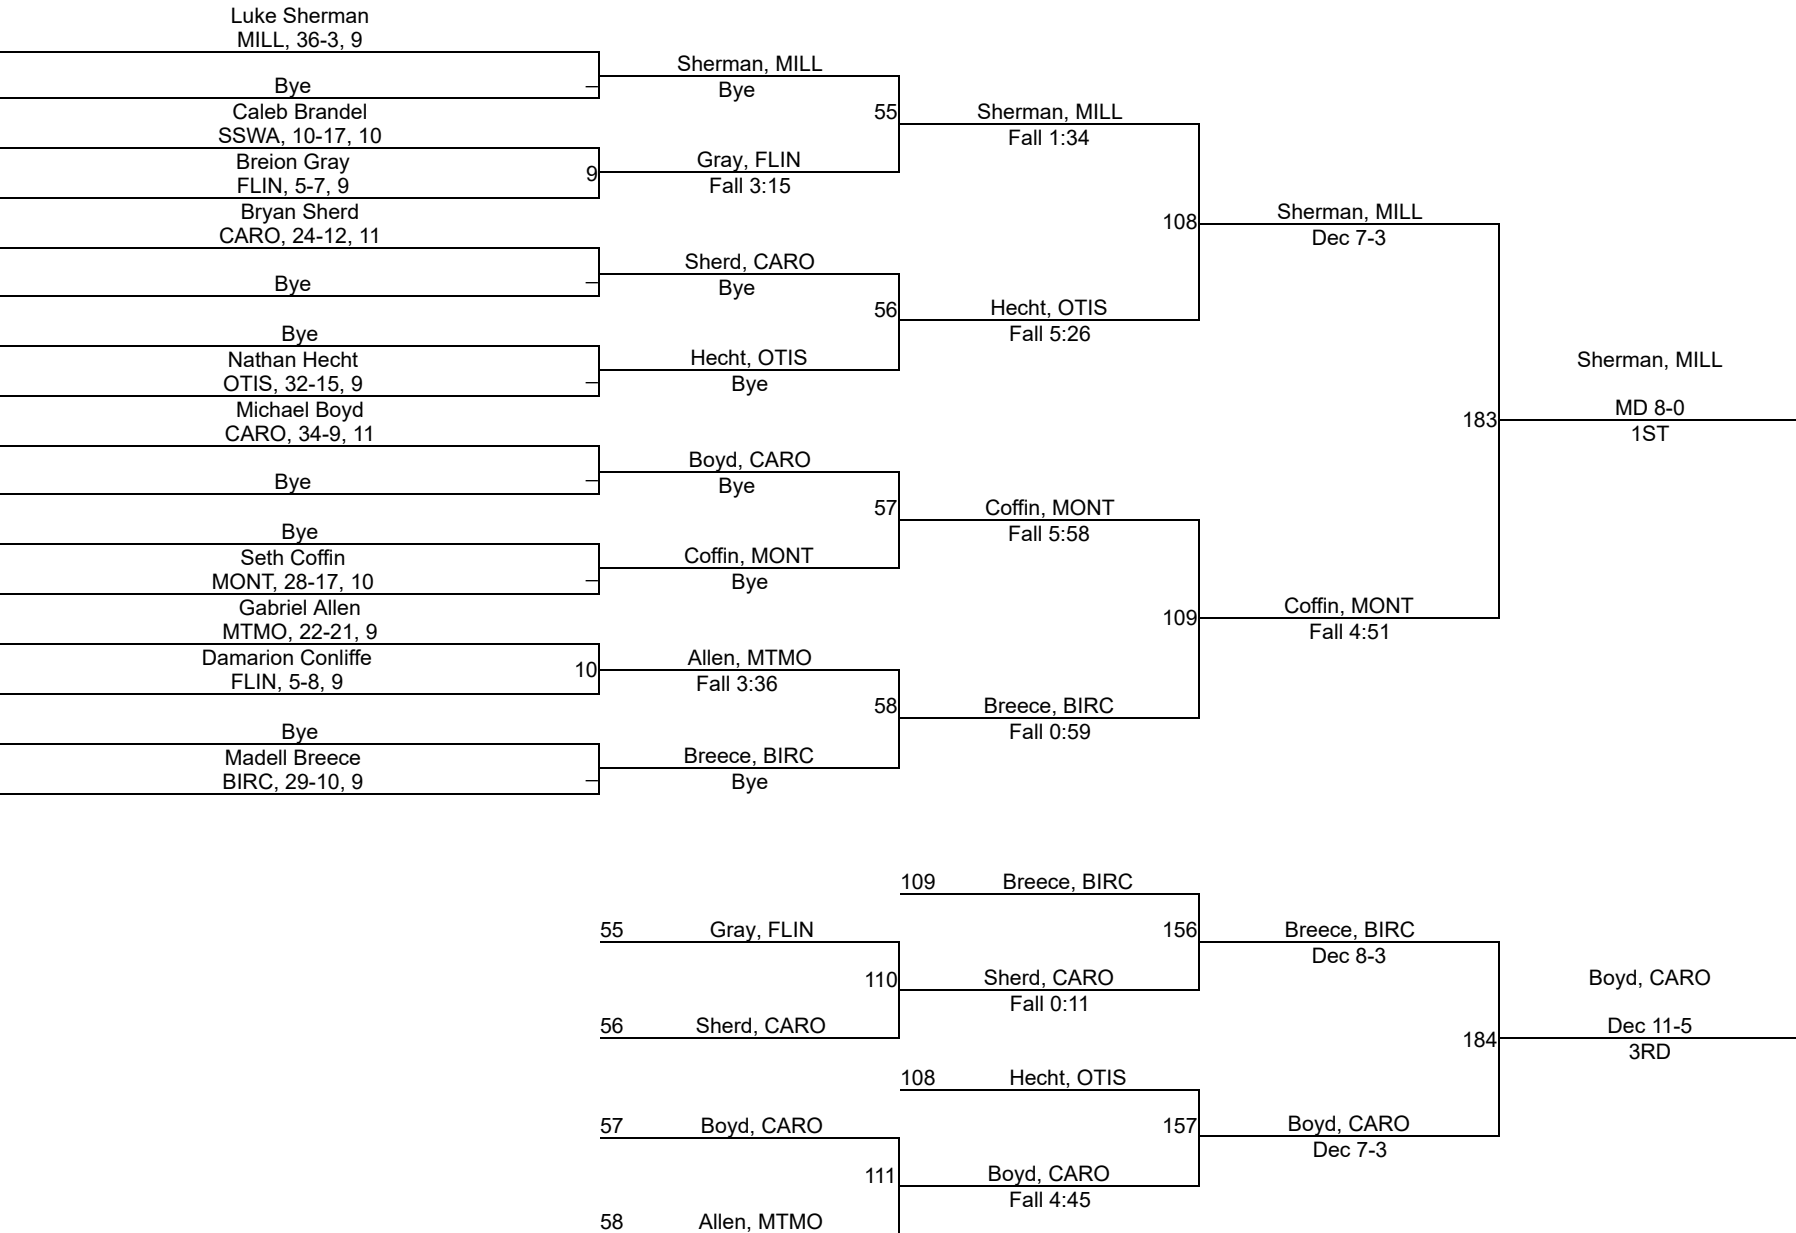 Luke Sherman
MILL, 36-3, 9
Bye
Caleb Brandel
SSWA, 10-17, 10
Breion Gray
FLIN, 5-7, 9
9
Bryan Sherd
CARO, 24-12, 11
Bye
Bye
Nathan Hecht
OTIS, 32-15, 9
Michael Boyd
CARO, 34-9, 11
Bye
Bye
Seth Coffin
MONT, 28-17, 10
Gabriel Allen
MTMO, 22-21, 9
Damarion Conliffe
FLIN, 5-8, 9
10
Bye
Madell Breece
BIRC, 29-10, 9
Sherman, MILL
Bye
55
Gray, FLIN
Fall 3:15
Sherd, CARO
Bye
56
Hecht, OTIS
Bye
Boyd, CARO
Bye
57
Coffin, MONT
Bye
Allen, MTMO
Fall 3:36
58
Breece, BIRC
Bye
Sherman, MILL
Fall 1:34
108
Hecht, OTIS
Fall 5:26
Coffin, MONT
Fall 5:58
109
Breece, BIRC
Fall 0:59
Sherman, MILL
Dec 7-3
183
Coffin, MONT
Fall 4:51
Sherman, MILL
MD 8-0
1ST
55 Gray, FLIN
110
56 Sherd, CARO
57 Boyd, CARO
111
58 Allen, MTMO
109 Breece, BIRC
156
Sherd, CARO
Fall 0:11
108 Hecht, OTIS
157
Boyd, CARO
Fall 4:45
Breece, BIRC
Dec 8-3
184
Boyd, CARO
Dec 7-3
Boyd, CARO
Dec 11-5
3RD